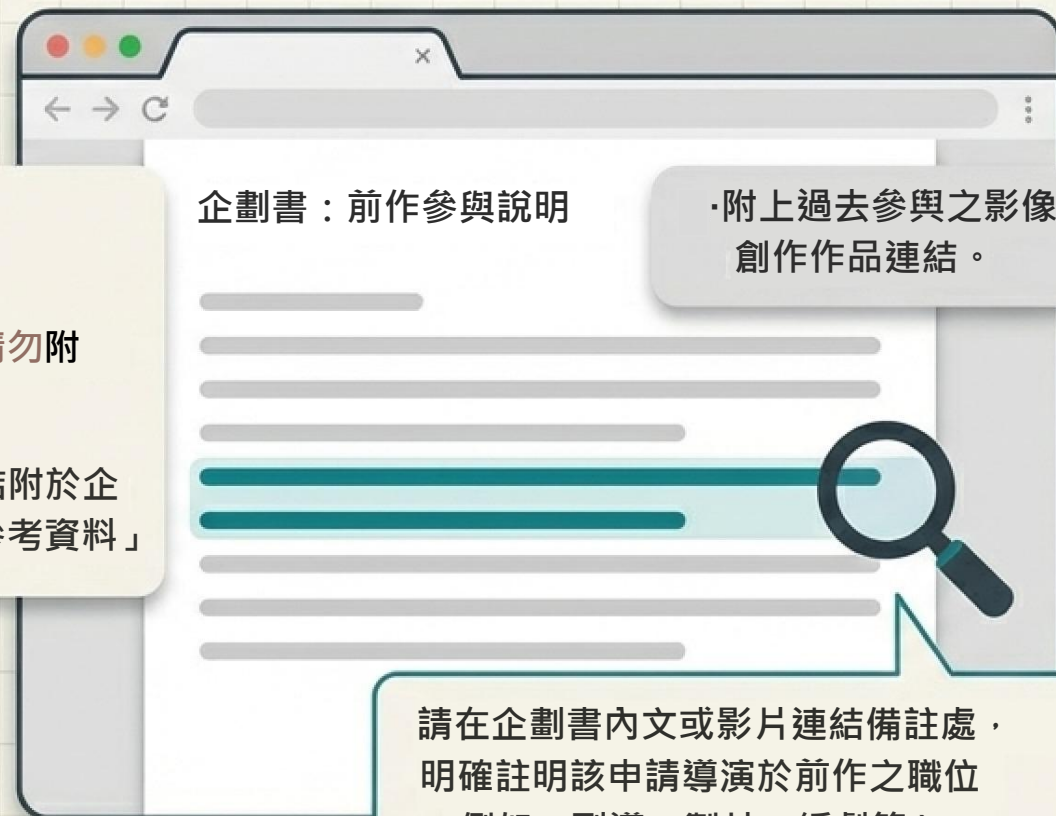 企劃書：前作參與說明
·附上過去參與之影像
創作作品連結。
勿附
附於企
考資料」
請在企劃書內文或影片連結備註處，
明確註明該申請導演於前作之職位